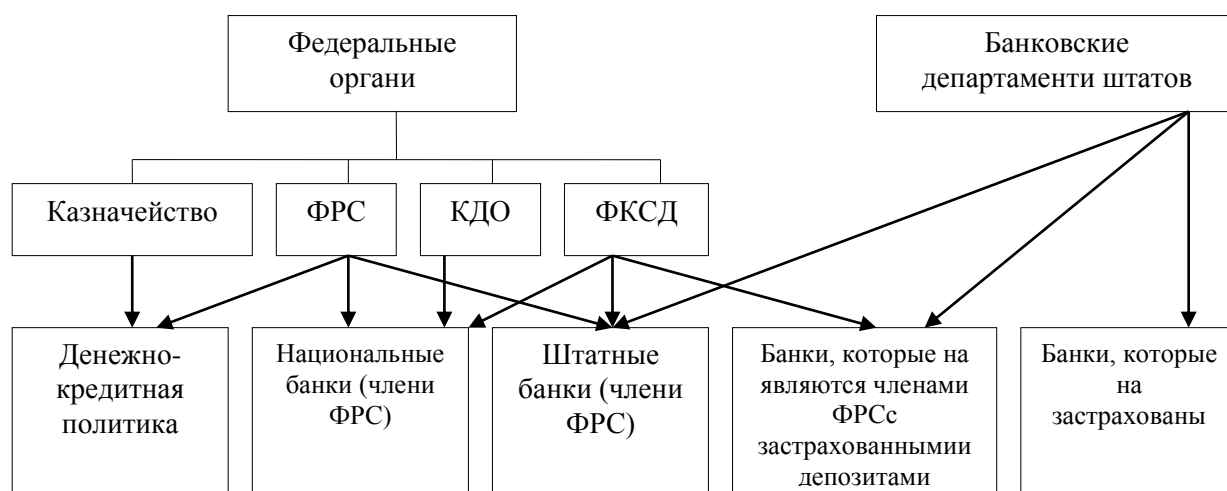 Федеральные
органи
Банковские
департаменти штатов
Казначейство
ФРС
КДО
ФКСД
Денежно-
кредитная
политика
Национальные
банки (члени
ФРС)
Штатные
банки (члени
ФРС)
Банки, которые на
являются членами
ФРСс
застрахованнымии
депозитами
Банки, которые
на
застрахованы